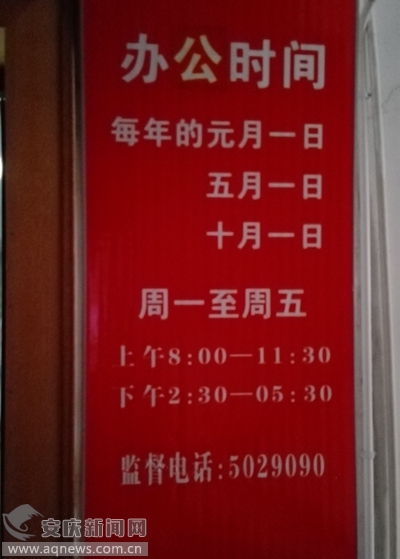 办公时间
每年的元月一日
五月一日
十月一日
周一至周五
上午8:00—11:30
下午2:30—05:30
监督电话:5029090
安庆新闻网
www.aqnews.com.cn